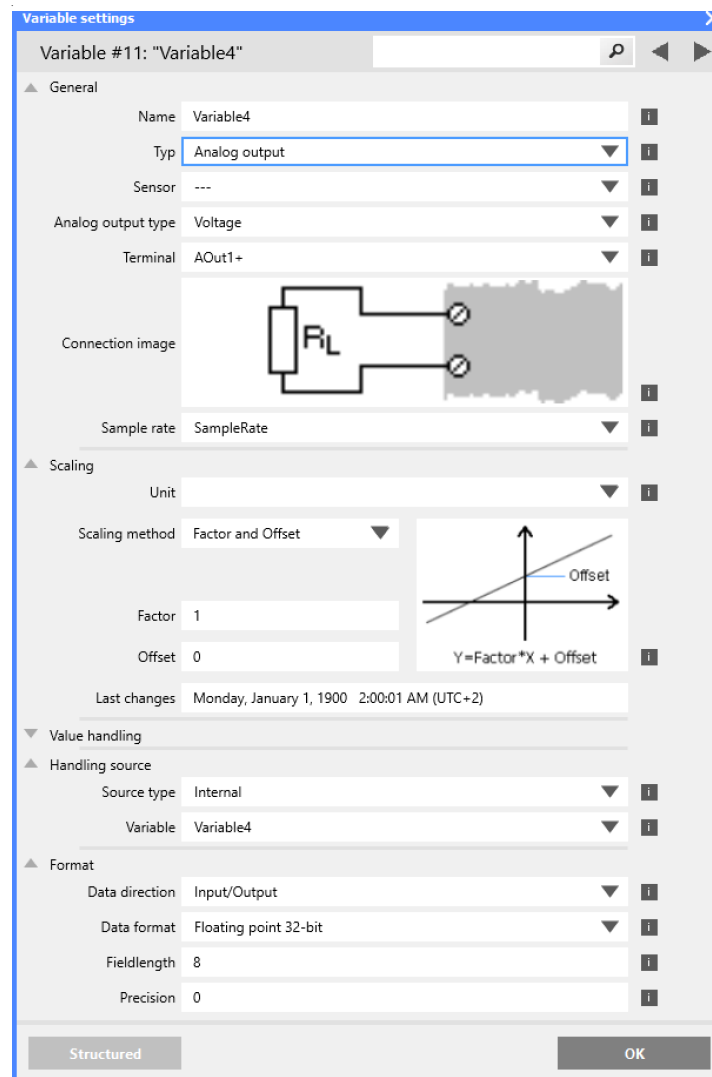 Variable settings
Variable #11: "Variable4"
General
Name Variable4
Typ Analog output
Sensor ---
Analog output type Voltage
Terminal AOut1+
Connection image RL
Sample rate SampleRate
Scaling
Unit
Scaling method Factor and Offset
Offset
Factor 1
Offset 0 Y=Factor*X + Offset
Last changes Monday, January 1, 1900 2:00:01 AM (UTC+2)
Value handling
Handling source
Source type Internal
Variable Variable4
Format
Data direction Input/Output
Data format Floating point 32-bit
Fieldlength 8
Precision 0
Structured OK